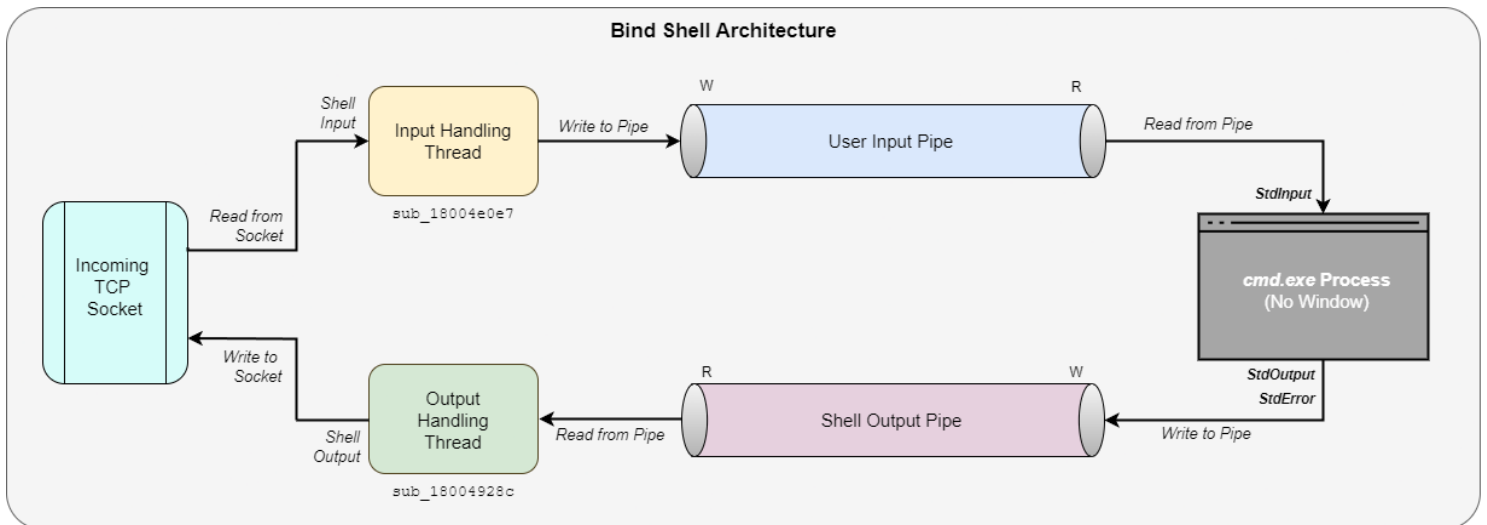 Bind Shell Architecture
Shell
Input
Input Handling
Thread
sub_18004e0e7
Write to Pipe
W
R
User Input Pipe
Read from Pipe
StdInput
Read from
Socket
Incoming
TCP
Socket
cmd.exe Process
(No Window)
Write to
Socket
Shell
Output
Output
Handling
Thread
sub_18004928c
Read from Pipe
R
W
Shell Output Pipe
StdOutput
StdError
Write to Pipe